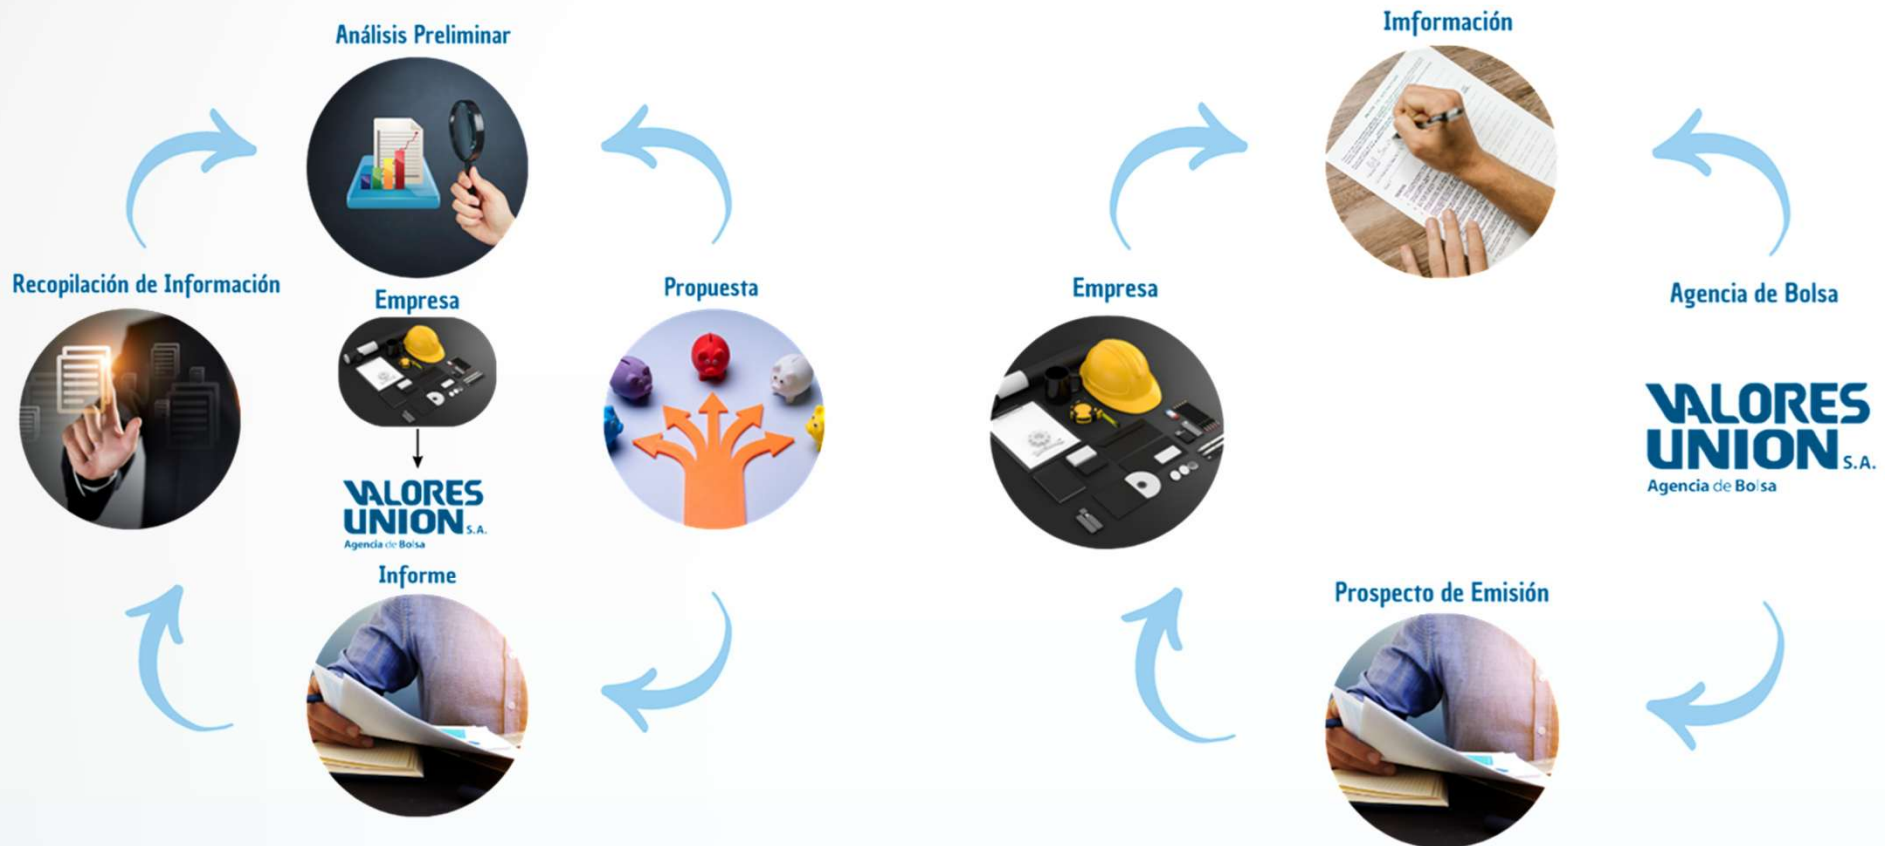 Análisis Preliminar
Recopilación de Información
Empresa
Propuesta
VALORES
UNION S.A.
Agencia de Bolsa
Informe
Imformación
Empresa
Agencia de Bolsa
VALORES
UNION S.A.
Agencia de Bolsa
Prospecto de Emisión